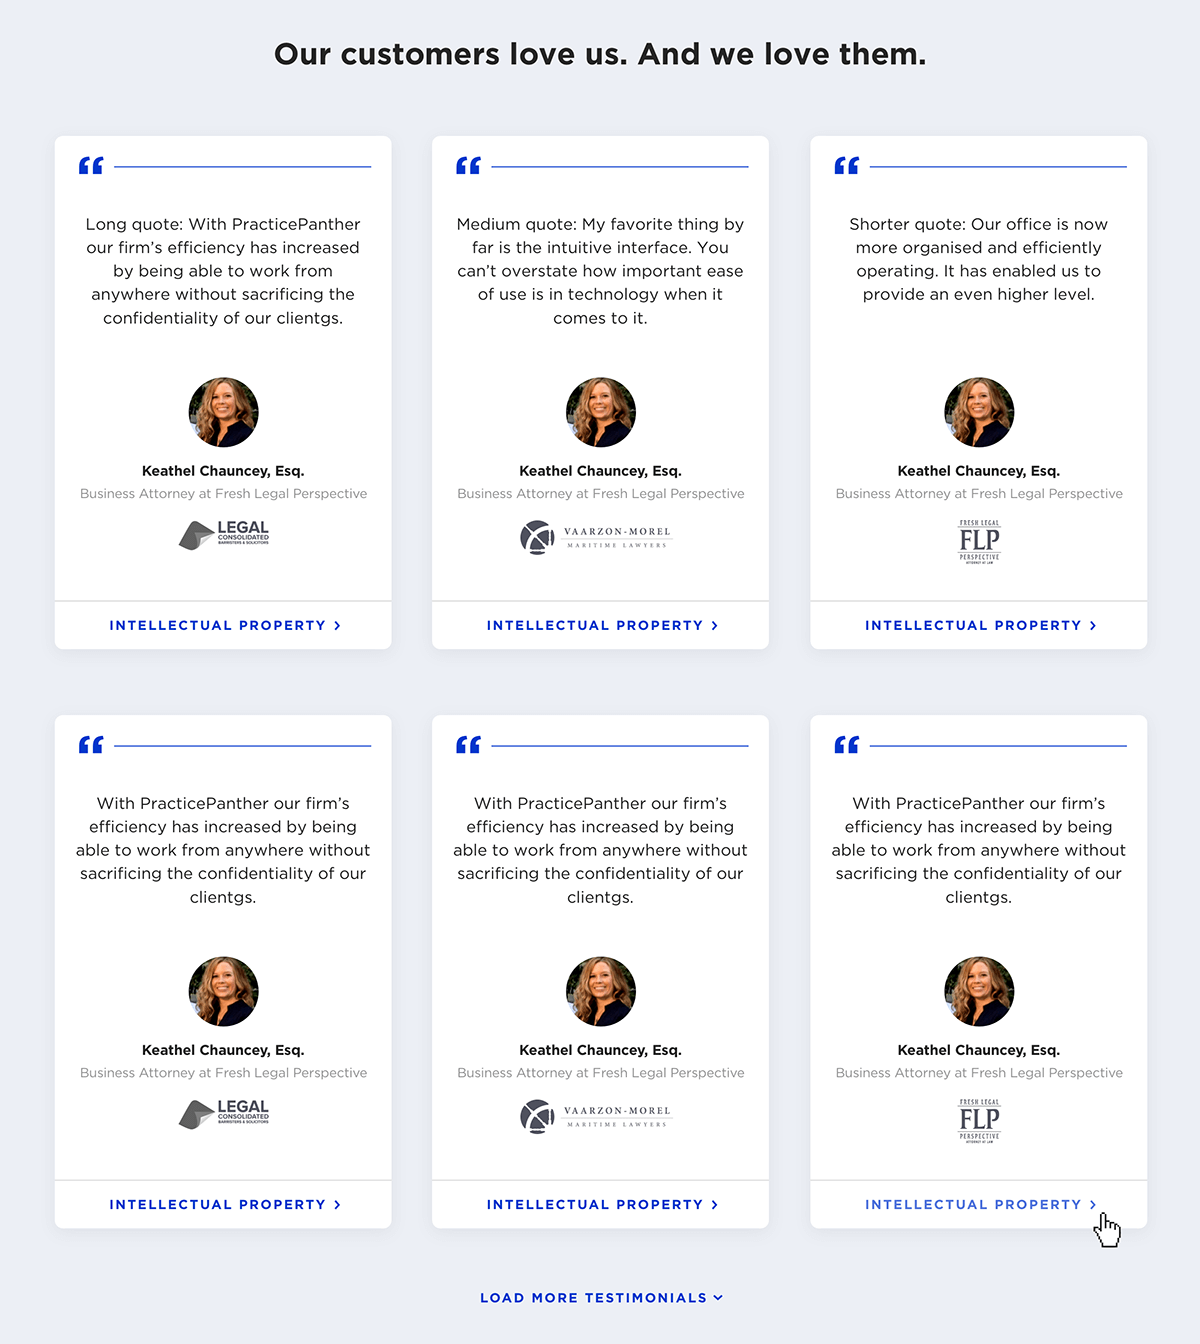 Our customers love us. And we love them.
“
Long quote: With PracticePanther
our firm’s efficiency has increased
by being able to work from
anywhere without sacrificing the
confidentiality of our clientgs.
Keathel Chauncey, Esq.
Business Attorney at Fresh Legal Perspective
LEGAL
CONSOLIDATED
BARRISTERS & SOLICITORS
INTELLECTUAL PROPERTY >
“
Medium quote: My favorite thing by
far is the intuitive interface. You
can’t overstate how important ease
of use is in technology when it
comes to it.
Keathel Chauncey, Esq.
Business Attorney at Fresh Legal Perspective
VAARZON-MOREL
MARITIME LAWYERS
INTELLECTUAL PROPERTY >
“
Shorter quote: Our office is now
more organised and efficiently
operating. It has enabled us to
provide an even higher level.
Keathel Chauncey, Esq.
Business Attorney at Fresh Legal Perspective
FRESH LEGAL
FLP
PERSPECTIVE
ATTORNEY AT LAW
INTELLECTUAL PROPERTY >
“
With PracticePanther our firm’s
efficiency has increased by being
able to work from anywhere without
sacrificing the confidentiality of our
clientgs.
Keathel Chauncey, Esq.
Business Attorney at Fresh Legal Perspective
LEGAL
CONSOLIDATED
BARRISTERS & SOLICITORS
INTELLECTUAL PROPERTY >
“
With PracticePanther our firm’s
efficiency has increased by being
able to work from anywhere without
sacrificing the confidentiality of our
clientgs.
Keathel Chauncey, Esq.
Business Attorney at Fresh Legal Perspective
VAARZON-MOREL
MARITIME LAWYERS
INTELLECTUAL PROPERTY >
“
With PracticePanther our firm’s
efficiency has increased by being
able to work from anywhere without
sacrificing the confidentiality of our
clientgs.
Keathel Chauncey, Esq.
Business Attorney at Fresh Legal Perspective
FRESH LEGAL
FLP
PERSPECTIVE
ATTORNEY AT LAW
INTELLECTUAL PROPERTY >
LOAD MORE TESTIMONIALS